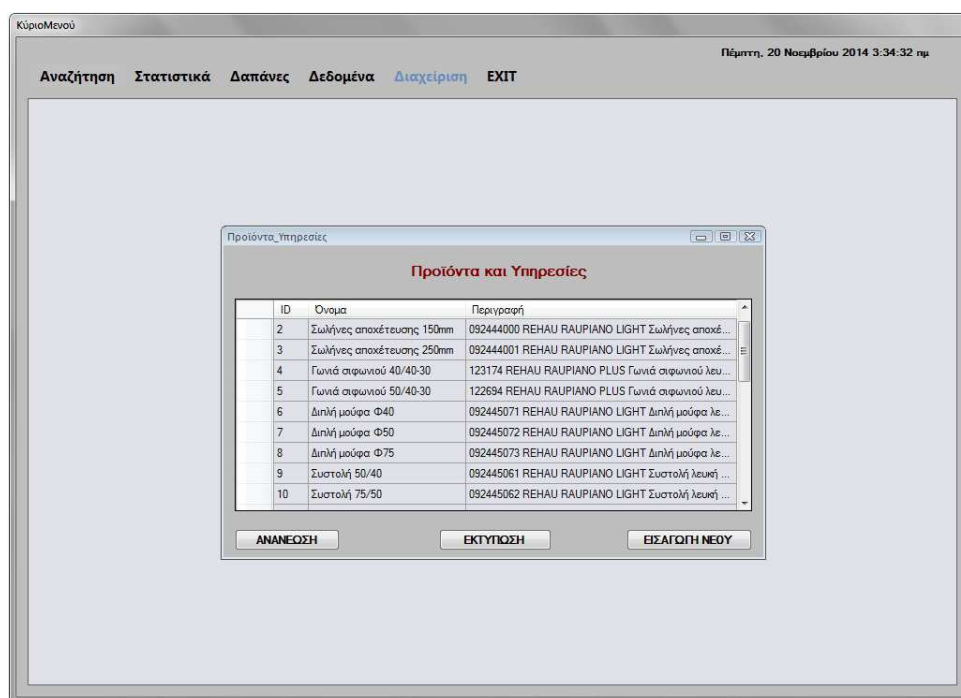 ΚύριοΜενού
Πέμπτη, 20 Νοεμβρίου 2014 3:34:32 πμ
Αναζήτηση Στατιστικά Δαπάνες Δεδομένα Διαχείριση EXIT
Προϊόντα_Υπηρεσίες
Προϊόντα και Υπηρεσίες
ID Όνομα Περιγραφή
2 Σωλήνες αποχέτευσης 150mm 092444000 REHAU RAUPIANO LIGHT Σωλήνες αποχέ...
3 Σωλήνες αποχέτευσης 250mm 092444001 REHAU RAUPIANO LIGHT Σωλήνες αποχέ...
4 Γωνιά σιφωνιού 40/40-30 123174 REHAU RAUPIANO PLUS Γωνιά σιφωνιού λευ...
5 Γωνιά σιφωνιού 50/40-30 122694 REHAU RAUPIANO PLUS Γωνιά σιφωνιού λευ...
6 Διπλή μούφα Φ40 092445071 REHAU RAUPIANO LIGHT Διπλή μούφα λε...
7 Διπλή μούφα Φ50 092445072 REHAU RAUPIANO LIGHT Διπλή μούφα λε...
8 Διπλή μούφα Φ75 092445073 REHAU RAUPIANO LIGHT Διπλή μούφα λε...
9 Συστολή 50/40 092445061 REHAU RAUPIANO LIGHT Συστολή λευκή ...
10 Συστολή 75/50 092445062 REHAU RAUPIANO LIGHT Συστολή λευκή ...
ΑΝΑΝΕΩΣΗ ΕΚΤΥΠΩΣΗ ΕΙΣΑΓΩΓΗ ΝΕΟΥ